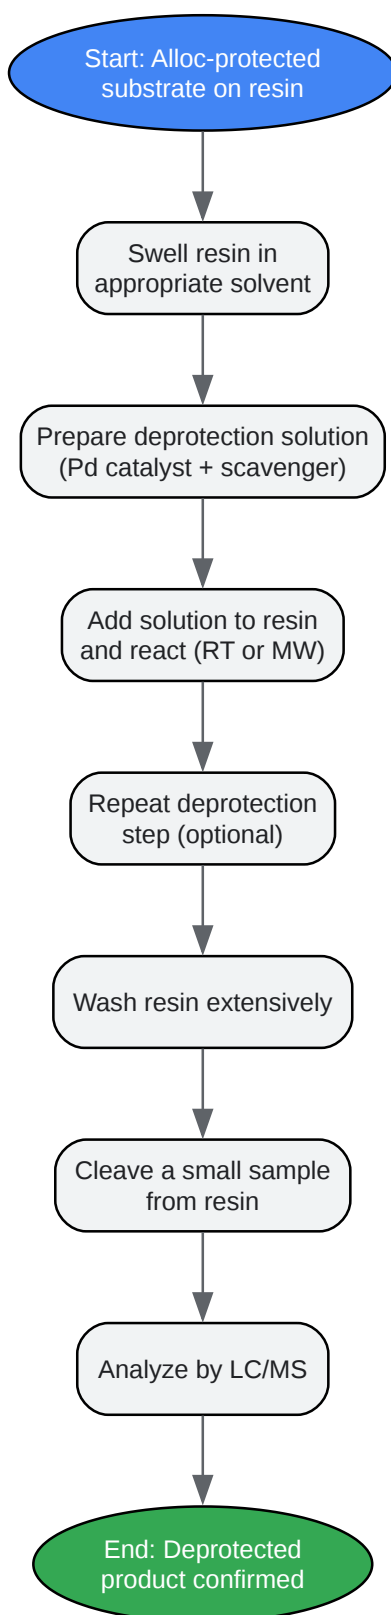 Start: Alloc-protected
substrate on resin
Swell resin in
appropriate solvent
Prepare deprotection solution
(Pd catalyst + scavenger)
Add solution to resin
and react (RT or MW)
Repeat deprotection
step (optional)
Wash resin extensively
Cleave a small sample
from resin
Analyze by LC/MS
End: Deprotected
product confirmed